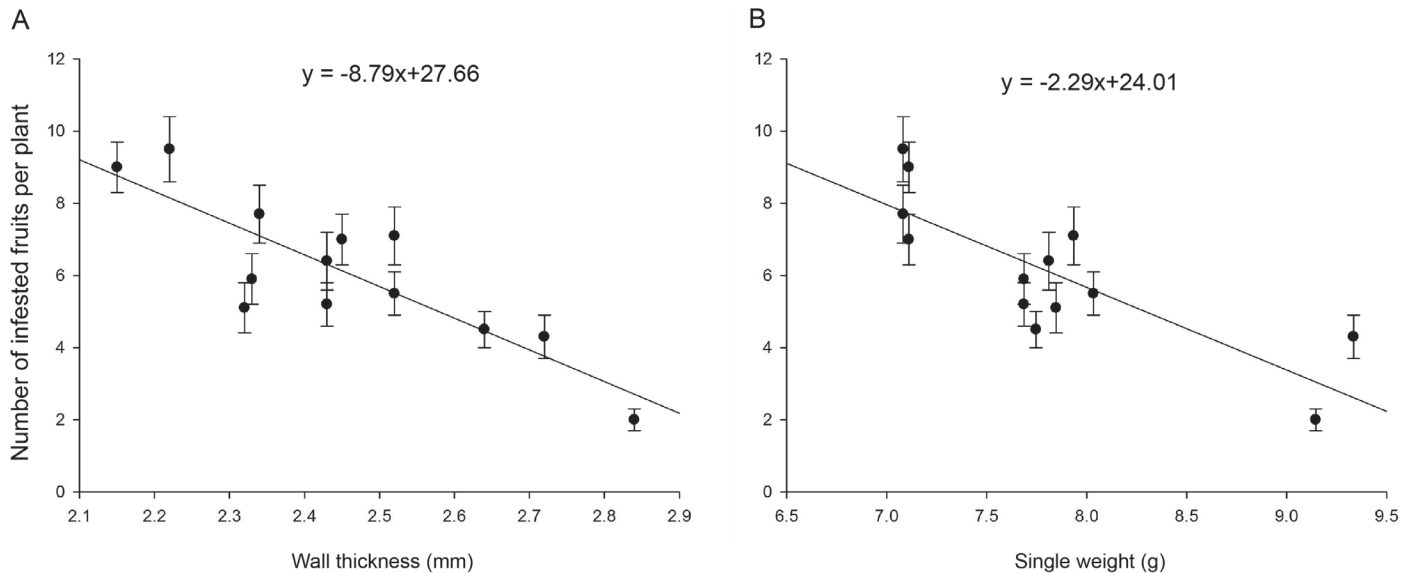 A
B
y = -8.79x+27.66
y = -2.29x+24.01
Number of infested fruits per plant
12
10
8
6
4
2
0
2.1 2.2 2.3 2.4 2.5 2.6 2.7 2.8 2.9
Wall thickness (mm)
12
10
8
6
4
2
0
6.5 7.0 7.5 8.0 8.5 9.0 9.5
Single weight (g)